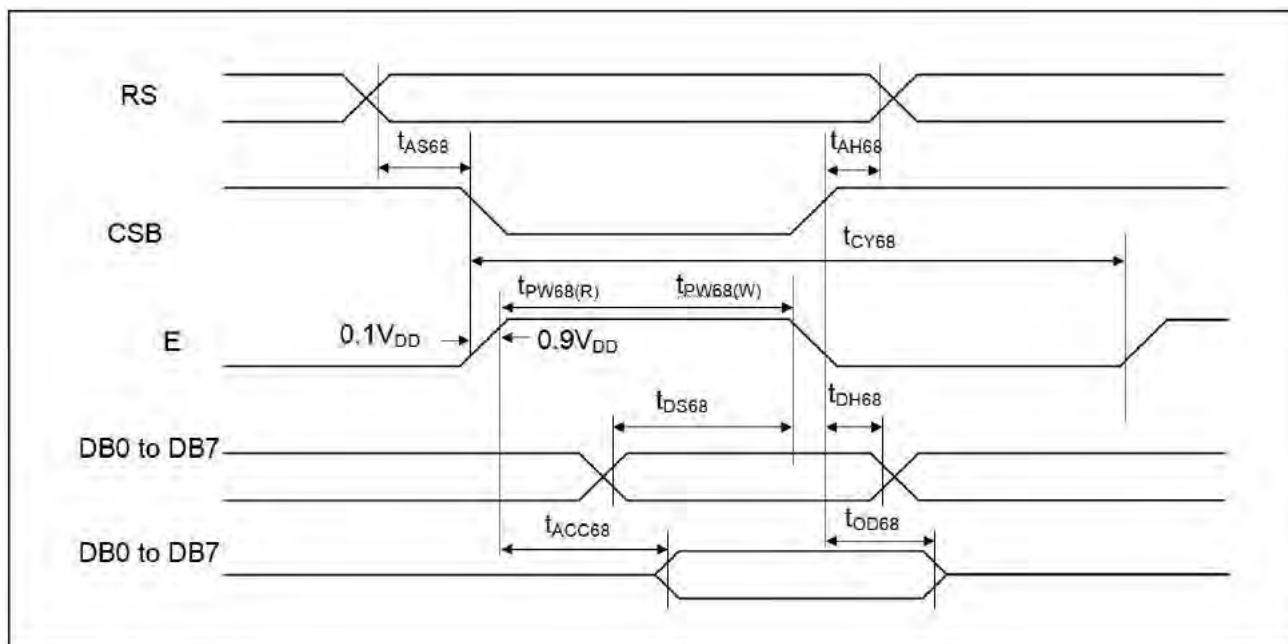 RS
tAS68
tAH68
CSB
tCY68
tPW68(R) tPW68(W)
0.1VDD
0.9VDD
E
tDS68
tDH68
DB0 to DB7
tACC68
tOD68
DB0 to DB7